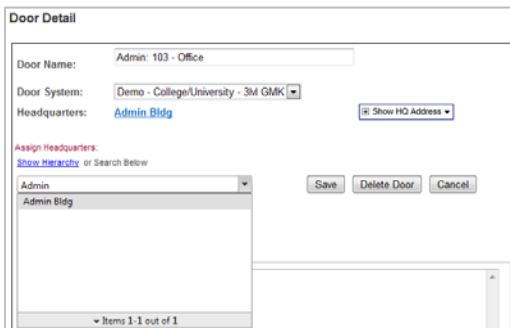 Door Detail
Door Name: Admin: 103 - Office
Door System: Demo - College/University - 3M GMK
Headquarters: Admin Bldg Show HQ Address
Assign Headquarters:
Show Hierarchy or Search Below
Admin Save Delete Door Cancel
Admin Bldg
Items 1-1 out of 1